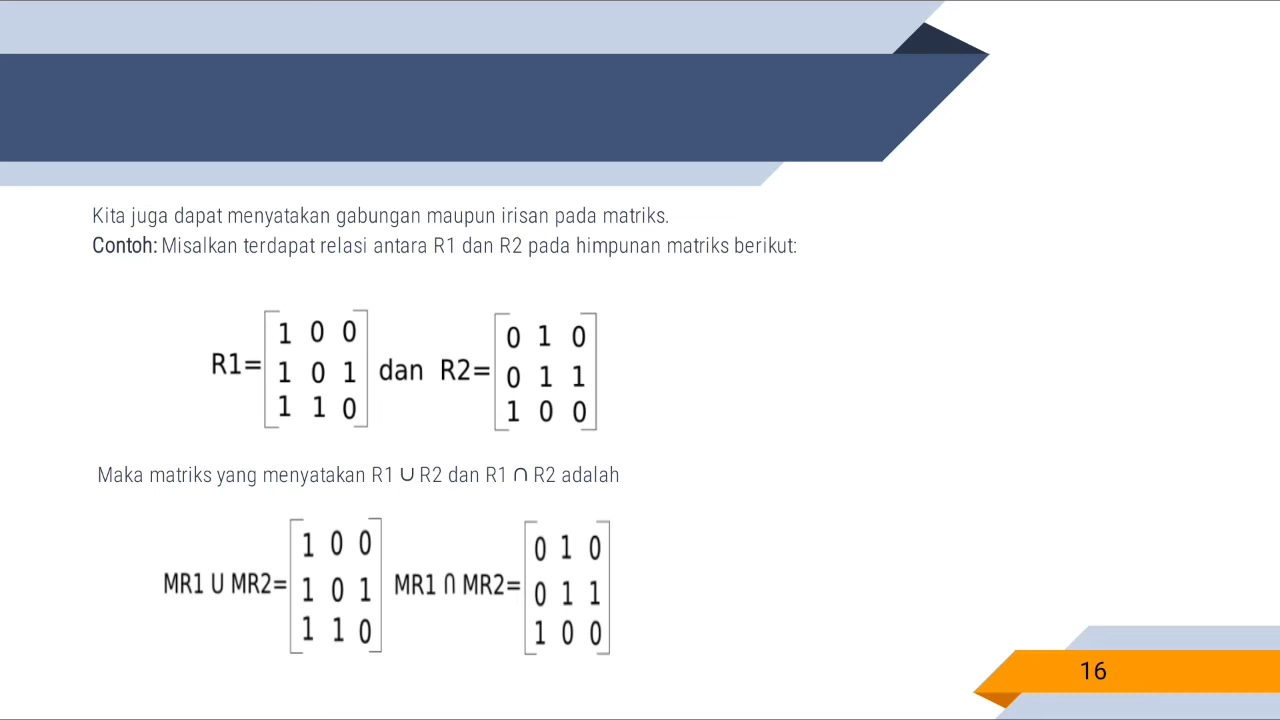 Kita juga dapat menyatakan gabungan maupun irisan pada matriks.
Contoh: Misalkan terdapat relasi antara R1 dan R2 pada himpunan matriks berikut:
1 0 0 0 1 0
R1= 1 0 1 dan R2= 0 1 1
1 1 0 1 0 0
Maka matriks yang menyatakan R1 ∪ R2 dan R1 ∩ R2 adalah
1 0 0 0 1 0
MR1 U MR2= 1 0 1 MR1 ∩ MR2= 0 1 1
1 1 0 1 0 0
16